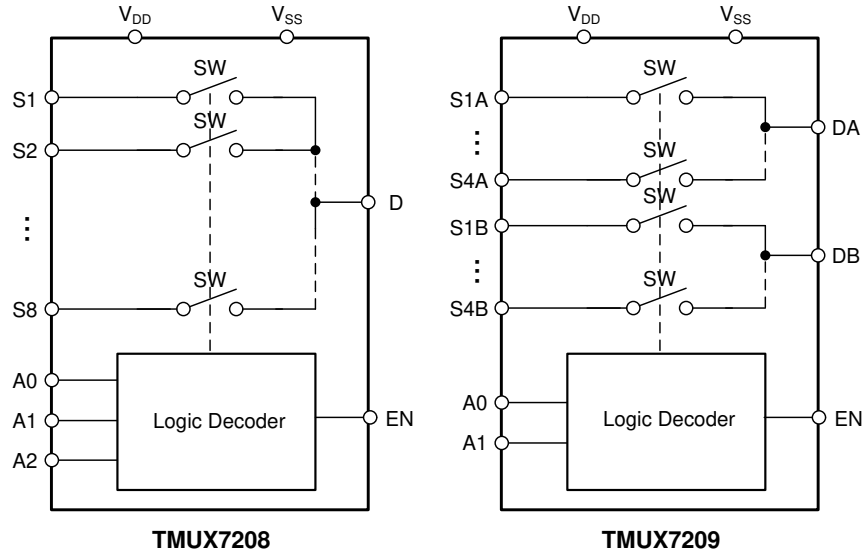 VDD
VSS
SW
S1
SW
S2
D
⋮
SW
S8
A0
A1
A2
Logic Decoder
EN
TMUX7208
VDD
VSS
SW
S1A
DA
⋮
SW
S4A
SW
S1B
DB
⋮
SW
S4B
A0
A1
Logic Decoder
EN
TMUX7209